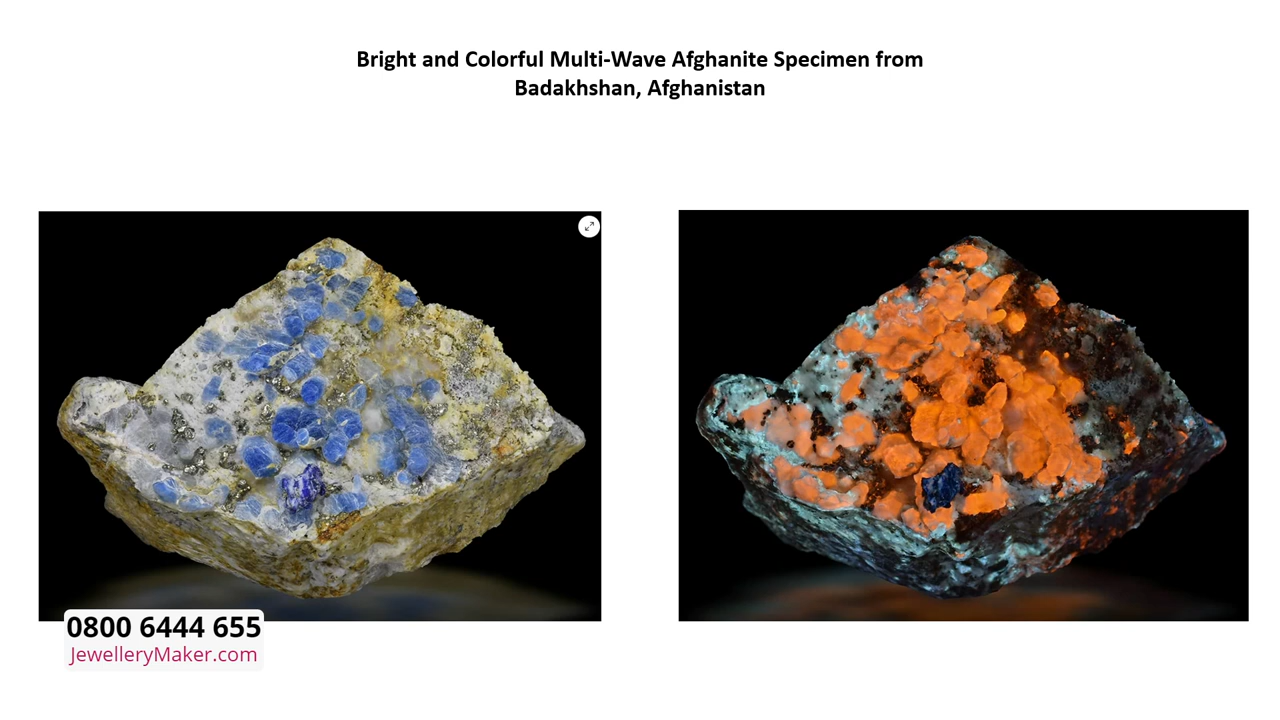 Bright and Colorful Multi-Wave Afghanite Specimen from
Badakhshan, Afghanistan
0800 6444 655
JewelleryMaker.com